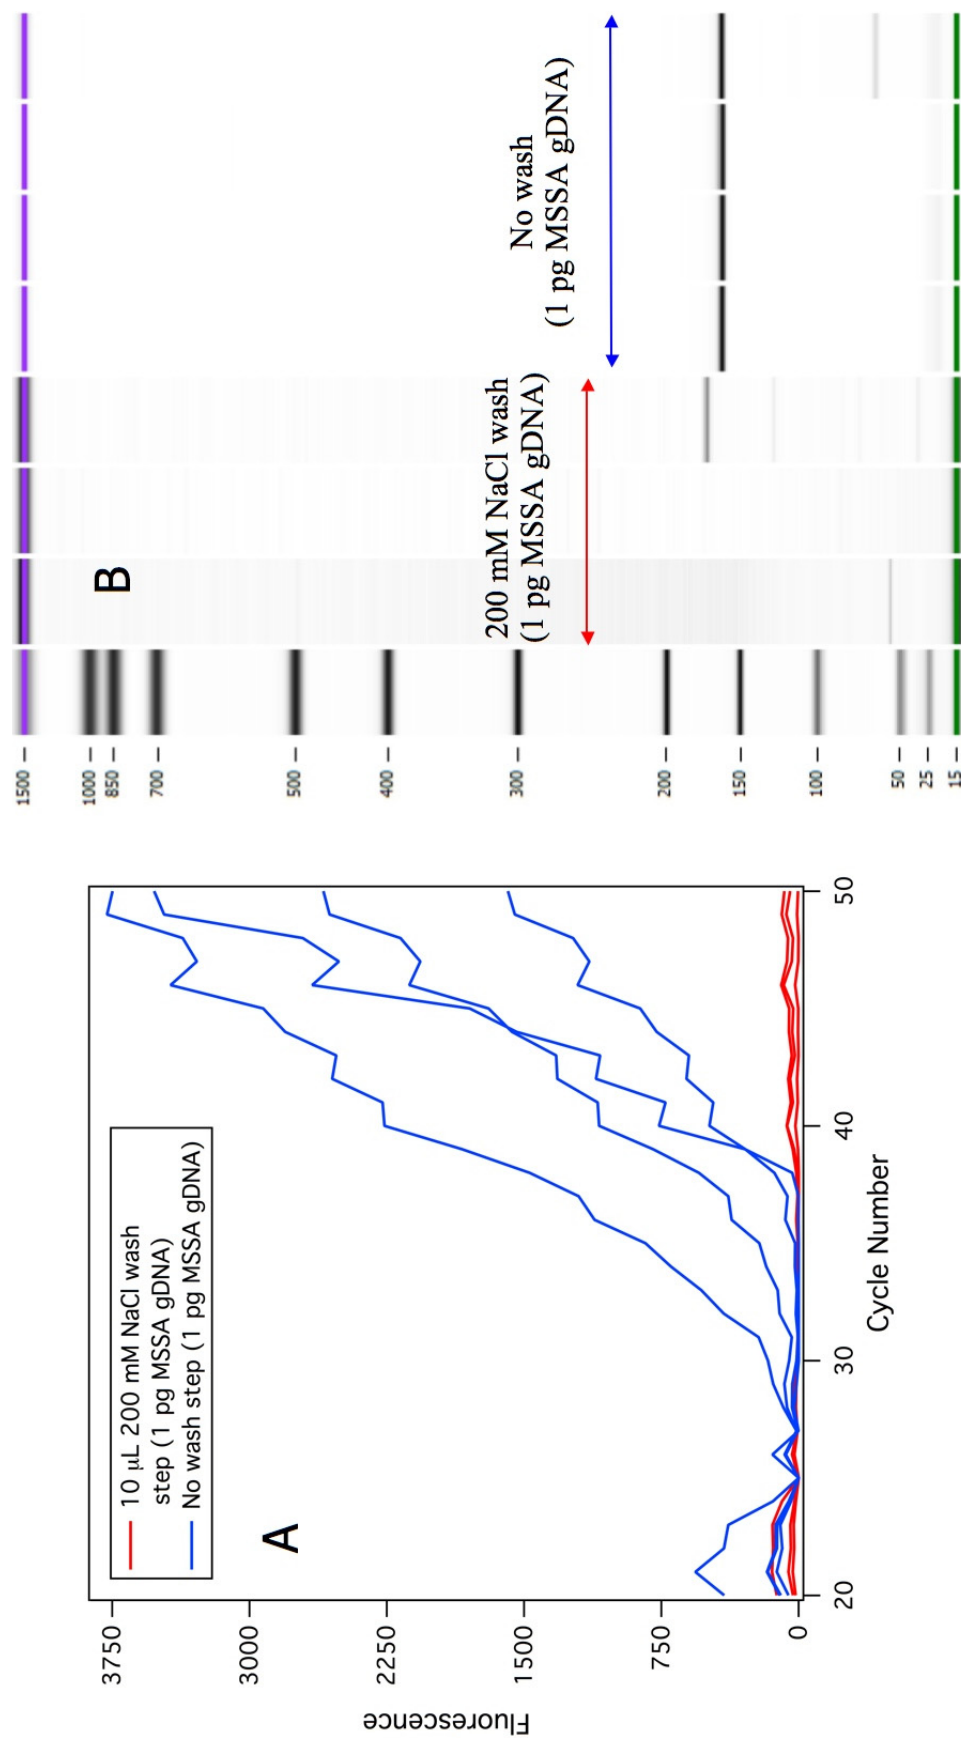 A
10 μL 200 mM NaCl wash
step (1 pg MSSA gDNA)
No wash step (1 pg MSSA gDNA)
Fluorescence
3750
3000
2250
1500
750
0
20
30
40
50
Cycle Number
B
200 mM NaCl wash
(1 pg MSSA gDNA)
No wash
(1 pg MSSA gDNA)
1500
1000
850
700
500
400
300
200
150
100
50
25
15